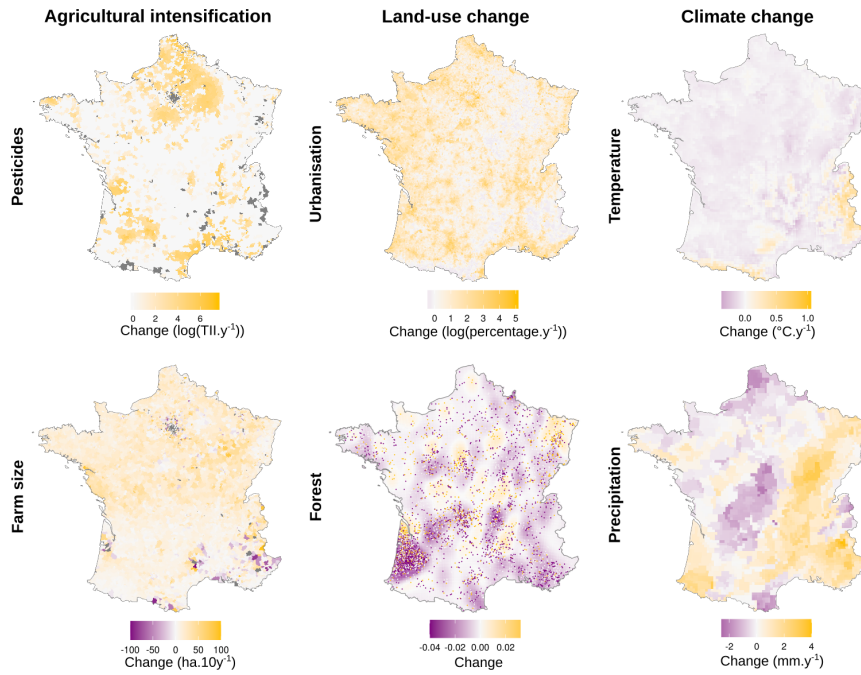 Agricultural intensification Land-use change Climate change
Pesticides Urbanisation Temperature
0 2 4 6 0 1 2 3 4 5 0.0 0.5 1.0
Change (log(TII.y⁻¹)) Change (log(percentage.y⁻¹)) Change (°C.y⁻¹)
Farm size Forest Precipitation
-100 -50 0 50 100 -0.04 -0.02 0.00 0.02 -2 0 2 4
Change (ha.10y⁻¹) Change Change (mm.y⁻¹)